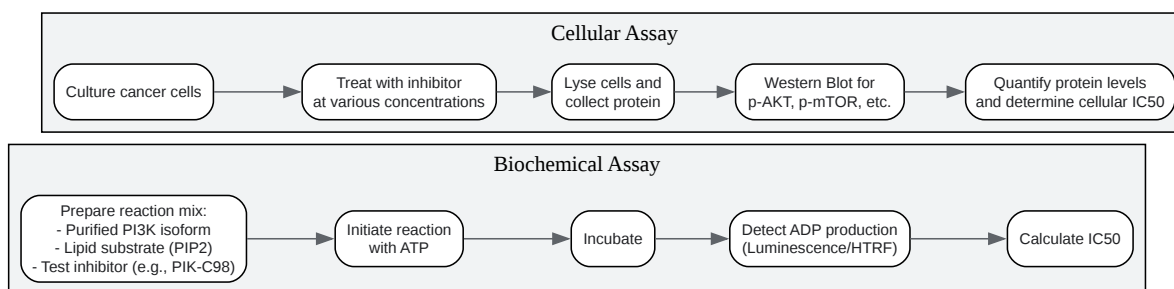 Cellular Assay
Culture cancer cells
Treat with inhibitor
at various concentrations
Lyse cells and
collect protein
Western Blot for
p-AKT, p-mTOR, etc.
Quantify protein levels
and determine cellular IC50
Biochemical Assay
Prepare reaction mix:
- Purified PI3K isoform
- Lipid substrate (PIP2)
- Test inhibitor (e.g., PIK-C98)
Initiate reaction
with ATP
Incubate
Detect ADP production
(Luminescence/HTRF)
Calculate IC50